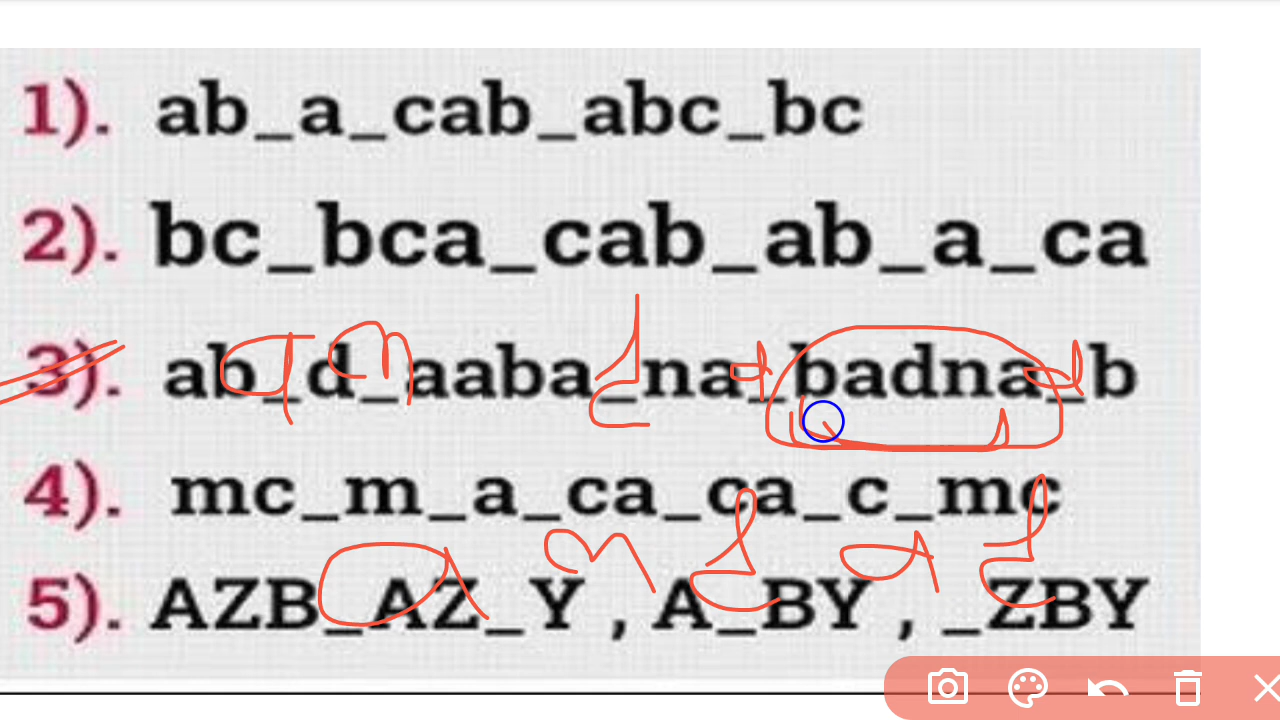 1). ab_a_cab_abc_bc
2). bc_bca_cab_ab_a_ca
3). ab_d_aaba_na_badna_b
4). mc_m_a_ca_ca_c_mc
5). AZB_AZ_Y , A_BY , _ZBY